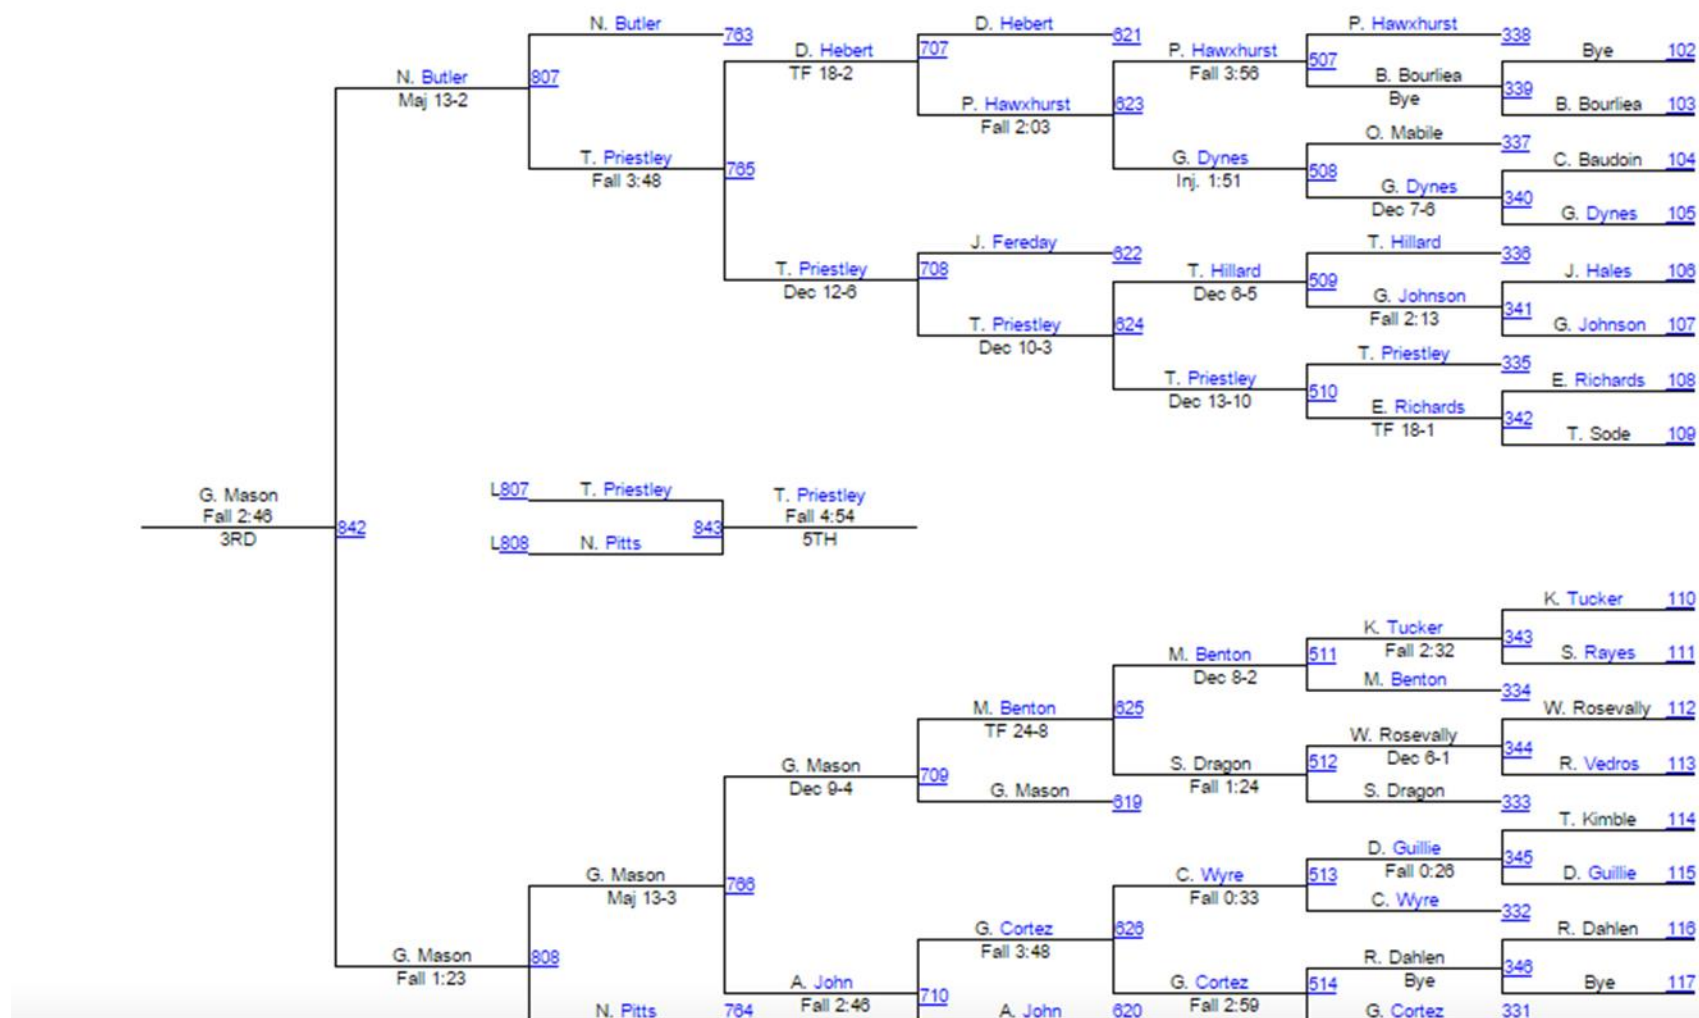 N. Butler 763 D. Hebert 621 P. Hawxhurst 338
D. Hebert 707 P. Hawxhurst Bye 102
TF 18-2 Fall 3:56 507
N. Butler 807 B. Bourliea 339
Maj 13-2 P. Hawxhurst 623 Bye B. Bourliea 103
Fall 2:03 O. Mabile 337
T. Priestley 765 G. Dynes 508 C. Baudoin 104
Fall 3:48 Inj. 1:51 G. Dynes 340
Dec 7-6 G. Dynes 105
J. Fereday 622 T. Hillard 336
T. Priestley 708 T. Hillard 509 J. Hales 106
Dec 12-6 Dec 6-5 G. Johnson 341
T. Priestley 624 Fall 2:13 G. Johnson 107
Dec 10-3 T. Priestley 335
T. Priestley 510 E. Richards 108
Dec 13-10 E. Richards 342
TF 18-1 T. Sode 109
G. Mason L807 T. Priestley T. Priestley
Fall 2:46 842 843 Fall 4:54
3RD L808 N. Pitts 5TH
K. Tucker 110
K. Tucker 343
M. Benton 511 Fall 2:32 S. Rayes 111
Dec 8-2 M. Benton 334
M. Benton 625 W. Rosevally 112
TF 24-8 W. Rosevally 344
G. Mason 709 S. Dragon 512 Dec 6-1 R. Vedros 113
Dec 9-4 G. Mason 619 Fall 1:24 S. Dragon 333
T. Kimble 114
D. Guillie 345
G. Mason 766 C. Wyre 513 Fall 0:26 D. Guillie 115
Maj 13-3 Fall 0:33 C. Wyre 332
G. Cortez 626 R. Dahlen 116
G. Mason 808 Fall 3:48 R. Dahlen 346
Fall 1:23 A. John 710 G. Cortez 514 Bye Bye 117
N. Pitts 764 Fall 2:46 A. John 620 Fall 2:59 G. Cortez 331